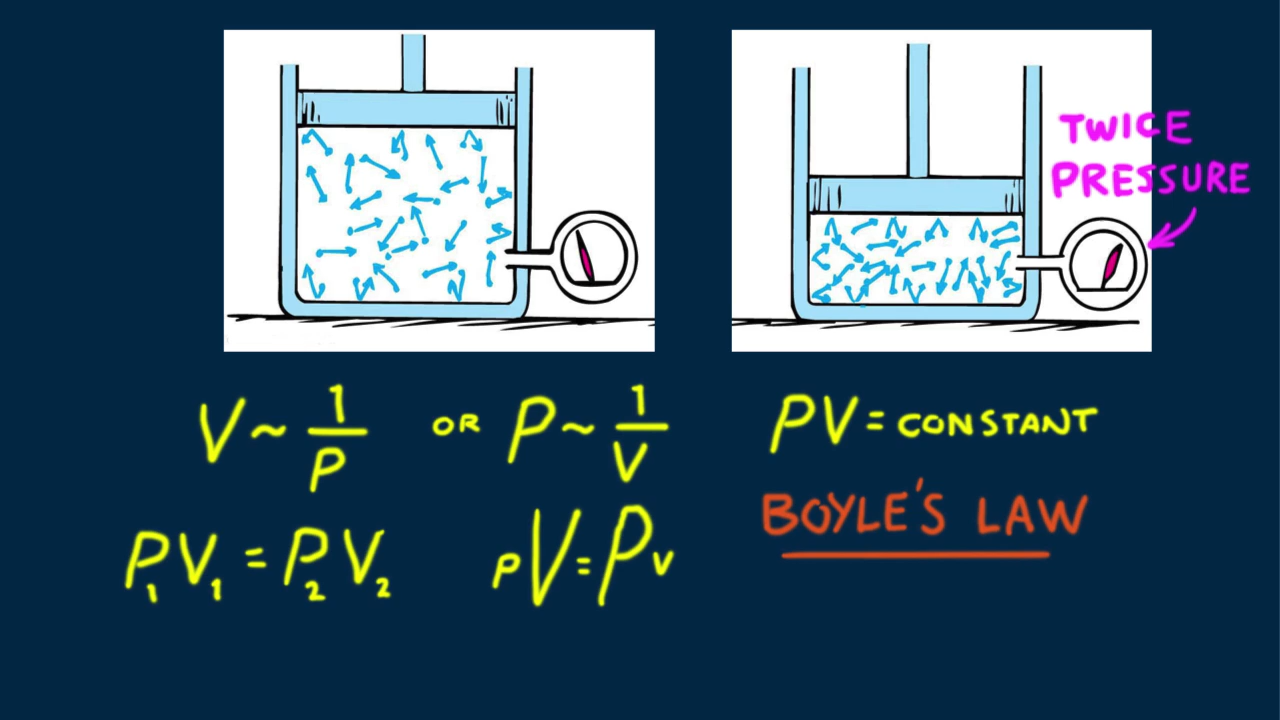 TWICE
PRESSURE
V ~ 1/P OR P ~ 1/V
PV = CONSTANT
P₁V₁ = P₂V₂
pV = Pv
BOYLE'S LAW